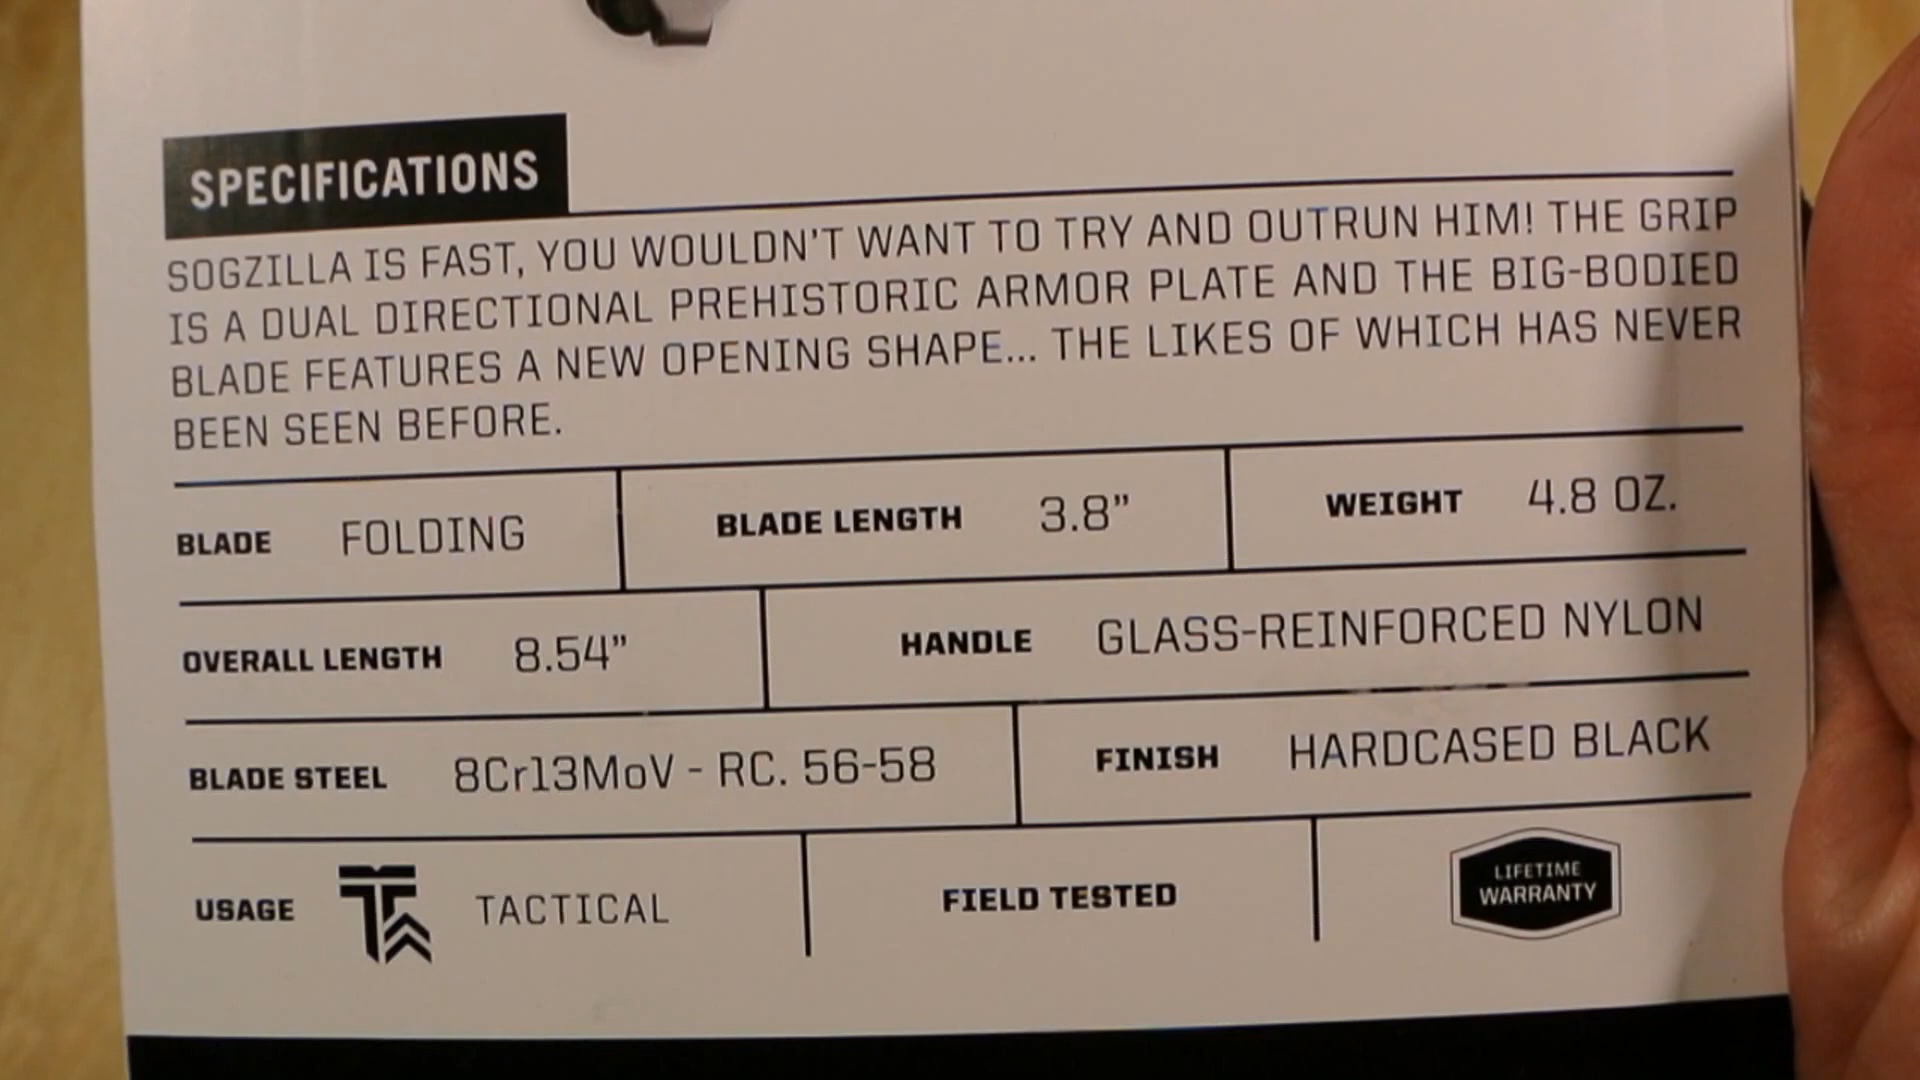 SPECIFICATIONS
SOGZILLA IS FAST, YOU WOULDN'T WANT TO TRY AND OUTRUN HIM! THE GRIP
IS A DUAL DIRECTIONAL PREHISTORIC ARMOR PLATE AND THE BIG-BODIED
BLADE FEATURES A NEW OPENING SHAPE... THE LIKES OF WHICH HAS NEVER
BEEN SEEN BEFORE.
BLADE FOLDING BLADE LENGTH 3.8” WEIGHT 4.8 OZ.
OVERALL LENGTH 8.54” HANDLE GLASS-REINFORCED NYLON
BLADE STEEL 8Cr13MoV - RC. 56-58 FINISH HARDCASED BLACK
USAGE TACTICAL FIELD TESTED LIFETIME
WARRANTY